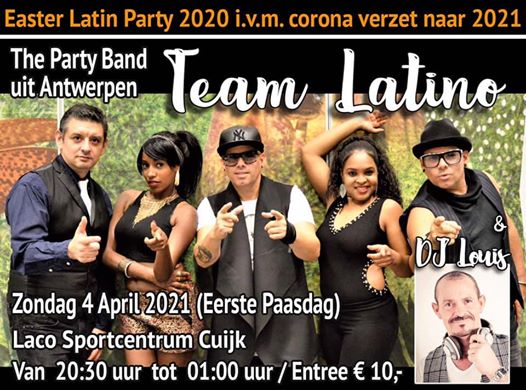 Easter Latin Party 2020 i.v.m. corona verzet naar 2021
The Party Band
uit Antwerpen
Team Latino
& 
DJ Louis
Zondag 4 April 2021 (Eerste Paasdag)
Laco Sportcentrum Cuijk
Van 20:30 uur tot 01:00 uur / Entree € 10,-